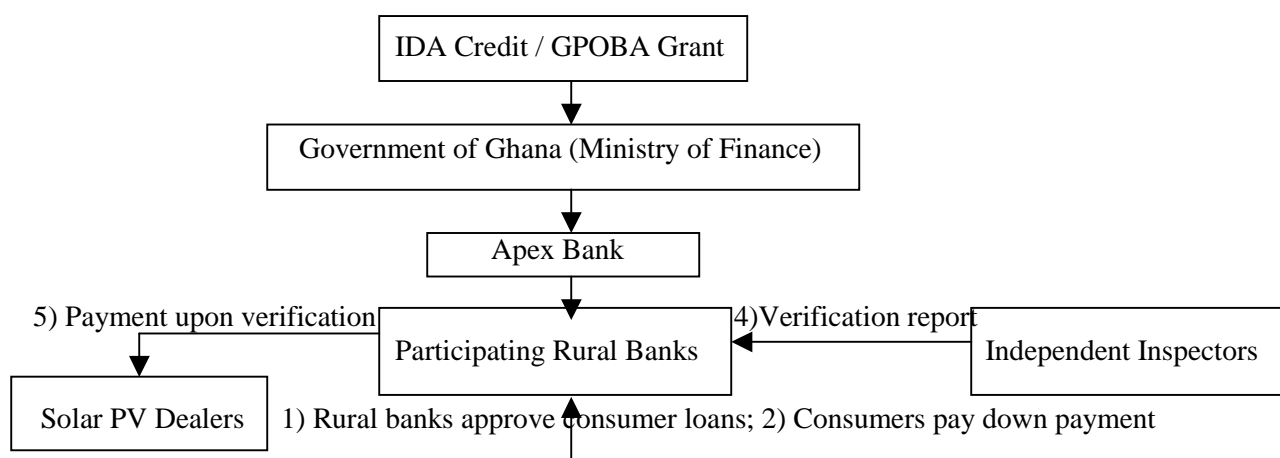 IDA Credit / GPOBA Grant
Government of Ghana (Ministry of Finance)
Apex Bank
5) Payment upon verification
4)Verification report
Participating Rural Banks
Independent Inspectors
Solar PV Dealers
1) Rural banks approve consumer loans; 2) Consumers pay down payment